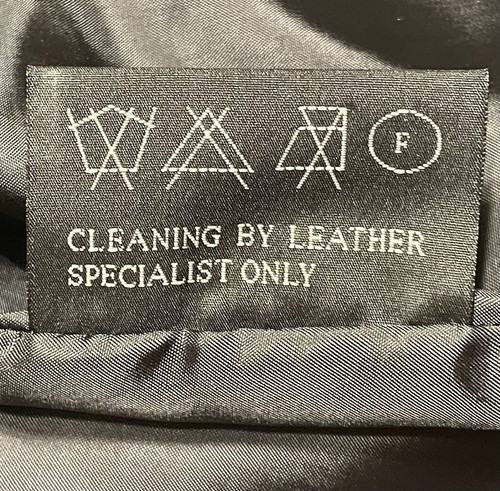 F
CLEANING BY LEATHER
SPECIALIST ONLY